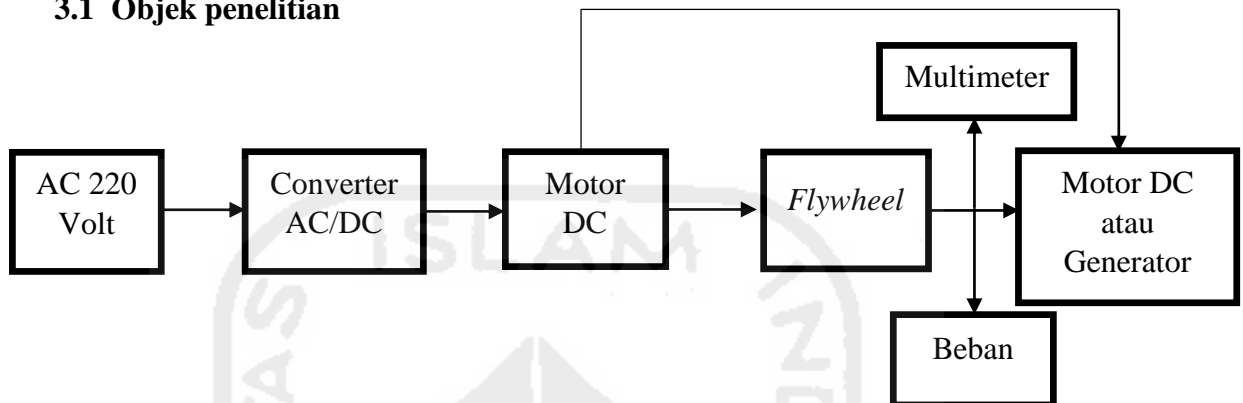 3.1 Objek penelitian
Multimeter
AC 220
Volt
Converter
AC/DC
Motor
DC
Flywheel
Motor DC
atau
Generator
Beban
ISLAM